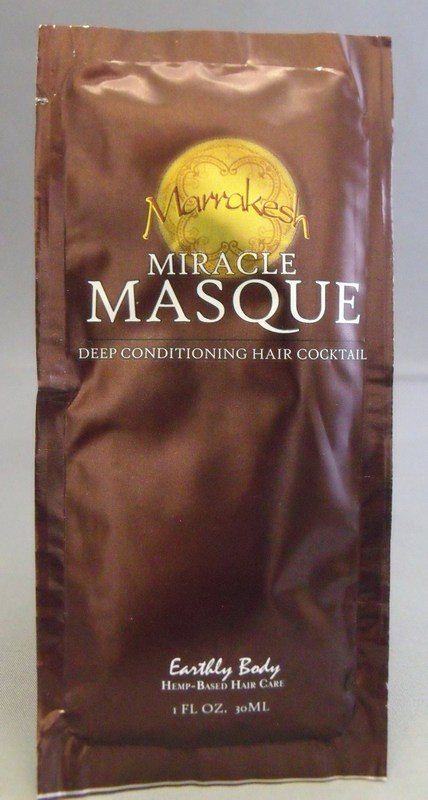 Marrakesh
MIRACLE
MASQUE
DEEP CONDITIONING HAIR COCKTAIL
Earthly Body
HEMP-BASED HAIR CARE
1 FL OZ. 30ML